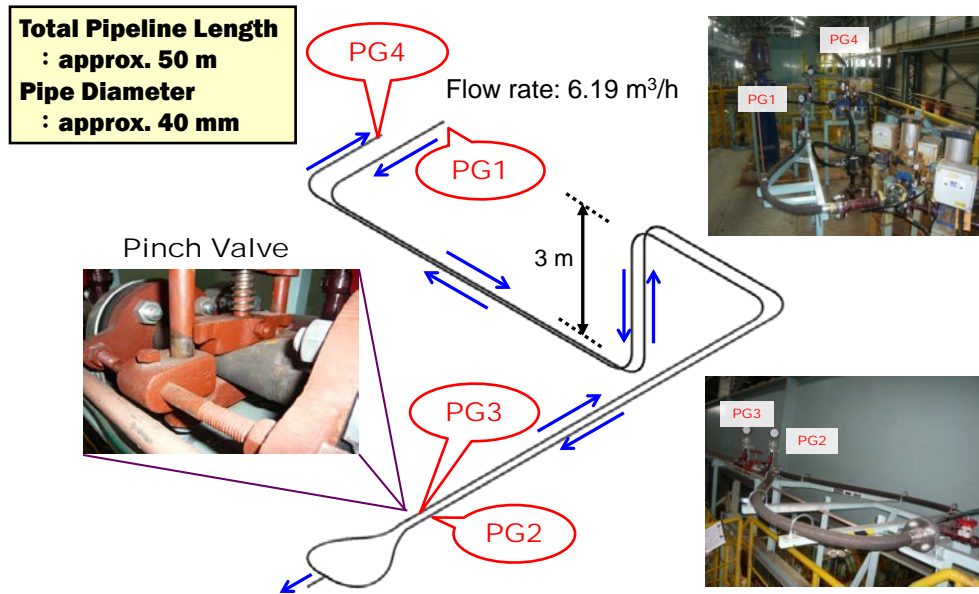 Total Pipeline Length
: approx. 50 m
Pipe Diameter
: approx. 40 mm
PG4
Flow rate: 6.19 m³/h
PG1
PG4
PG1
3 m
Pinch Valve
PG3
PG2
PG3
PG2